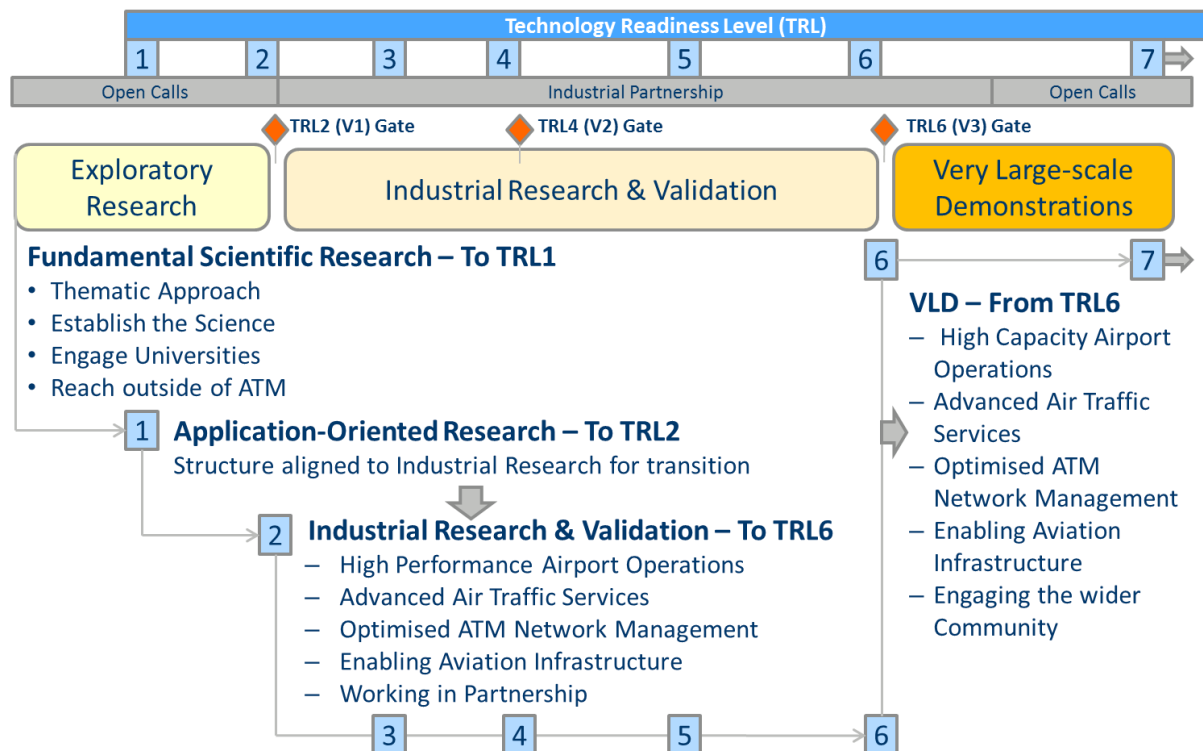 Technology Readiness Level (TRL)
1 2 3 4 5 6 7
Open Calls Industrial Partnership Open Calls
TRL2 (V1) Gate TRL4 (V2) Gate TRL6 (V3) Gate
Exploratory
Research
Industrial Research & Validation
Very Large-scale
Demonstrations
Fundamental Scientific Research – To TRL1
• Thematic Approach
• Establish the Science
• Engage Universities
• Reach outside of ATM
1 Application-Oriented Research – To TRL2
Structure aligned to Industrial Research for transition
2 Industrial Research & Validation – To TRL6
– High Performance Airport Operations
– Advanced Air Traffic Services
– Optimised ATM Network Management
– Enabling Aviation Infrastructure
– Working in Partnership
3 4 5 6
6 7
VLD – From TRL6
– High Capacity Airport
Operations
– Advanced Air Traffic
Services
– Optimised ATM
Network Management
– Enabling Aviation
Infrastructure
– Engaging the wider
Community